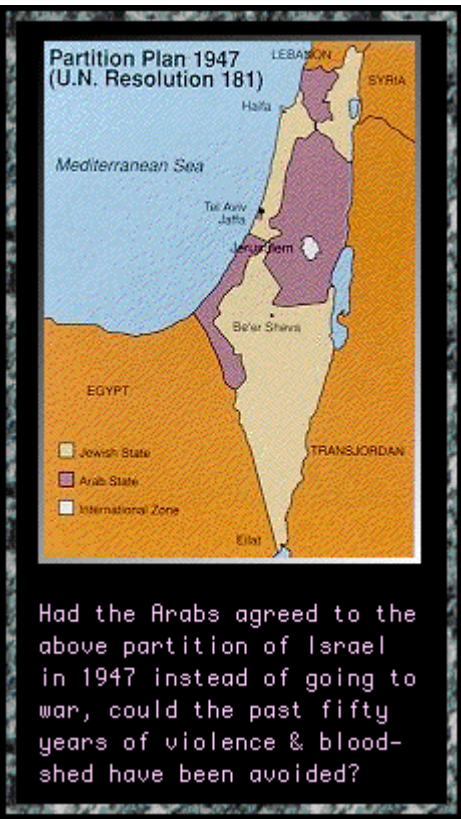 Partition Plan 1947
(U.N. Resolution 181)
LEBANON
SYRIA
Haifa
Mediterranean Sea
Tel Aviv
Jaffa
Jerusalem
Be'er Sheva
EGYPT
Jewish State
TRANSJORDAN
Arab State
International Zone
Eilat
Had the Arabs agreed to the
above partition of Israel
in 1947 instead of going to
war, could the past fifty
years of violence & blood-
shed have been avoided?